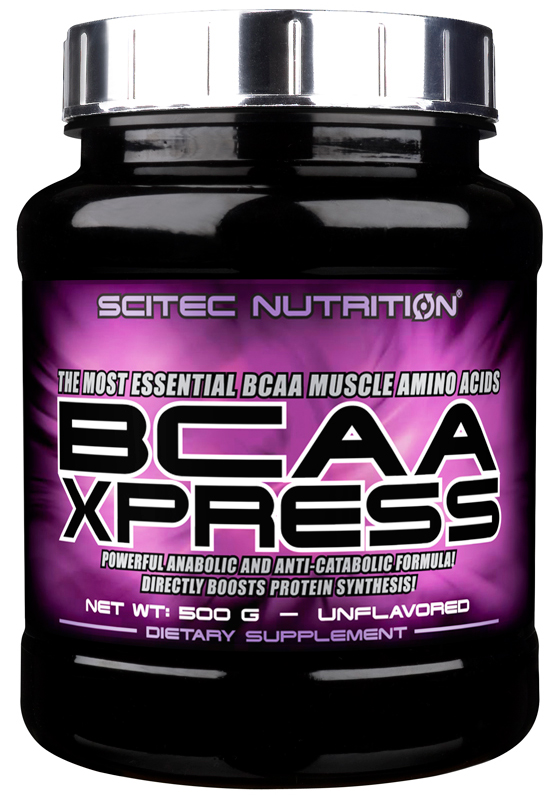 SCITEC NUTRITION®
THE MOST ESSENTIAL BCAA MUSCLE AMINO ACIDS
BCAA
XPRESS
POWERFUL ANABOLIC AND ANTI-CATABOLIC FORMULA!
DIRECTLY BOOSTS PROTEIN SYNTHESIS!
NET WT: 500 G – UNFLAVORED
DIETARY SUPPLEMENT